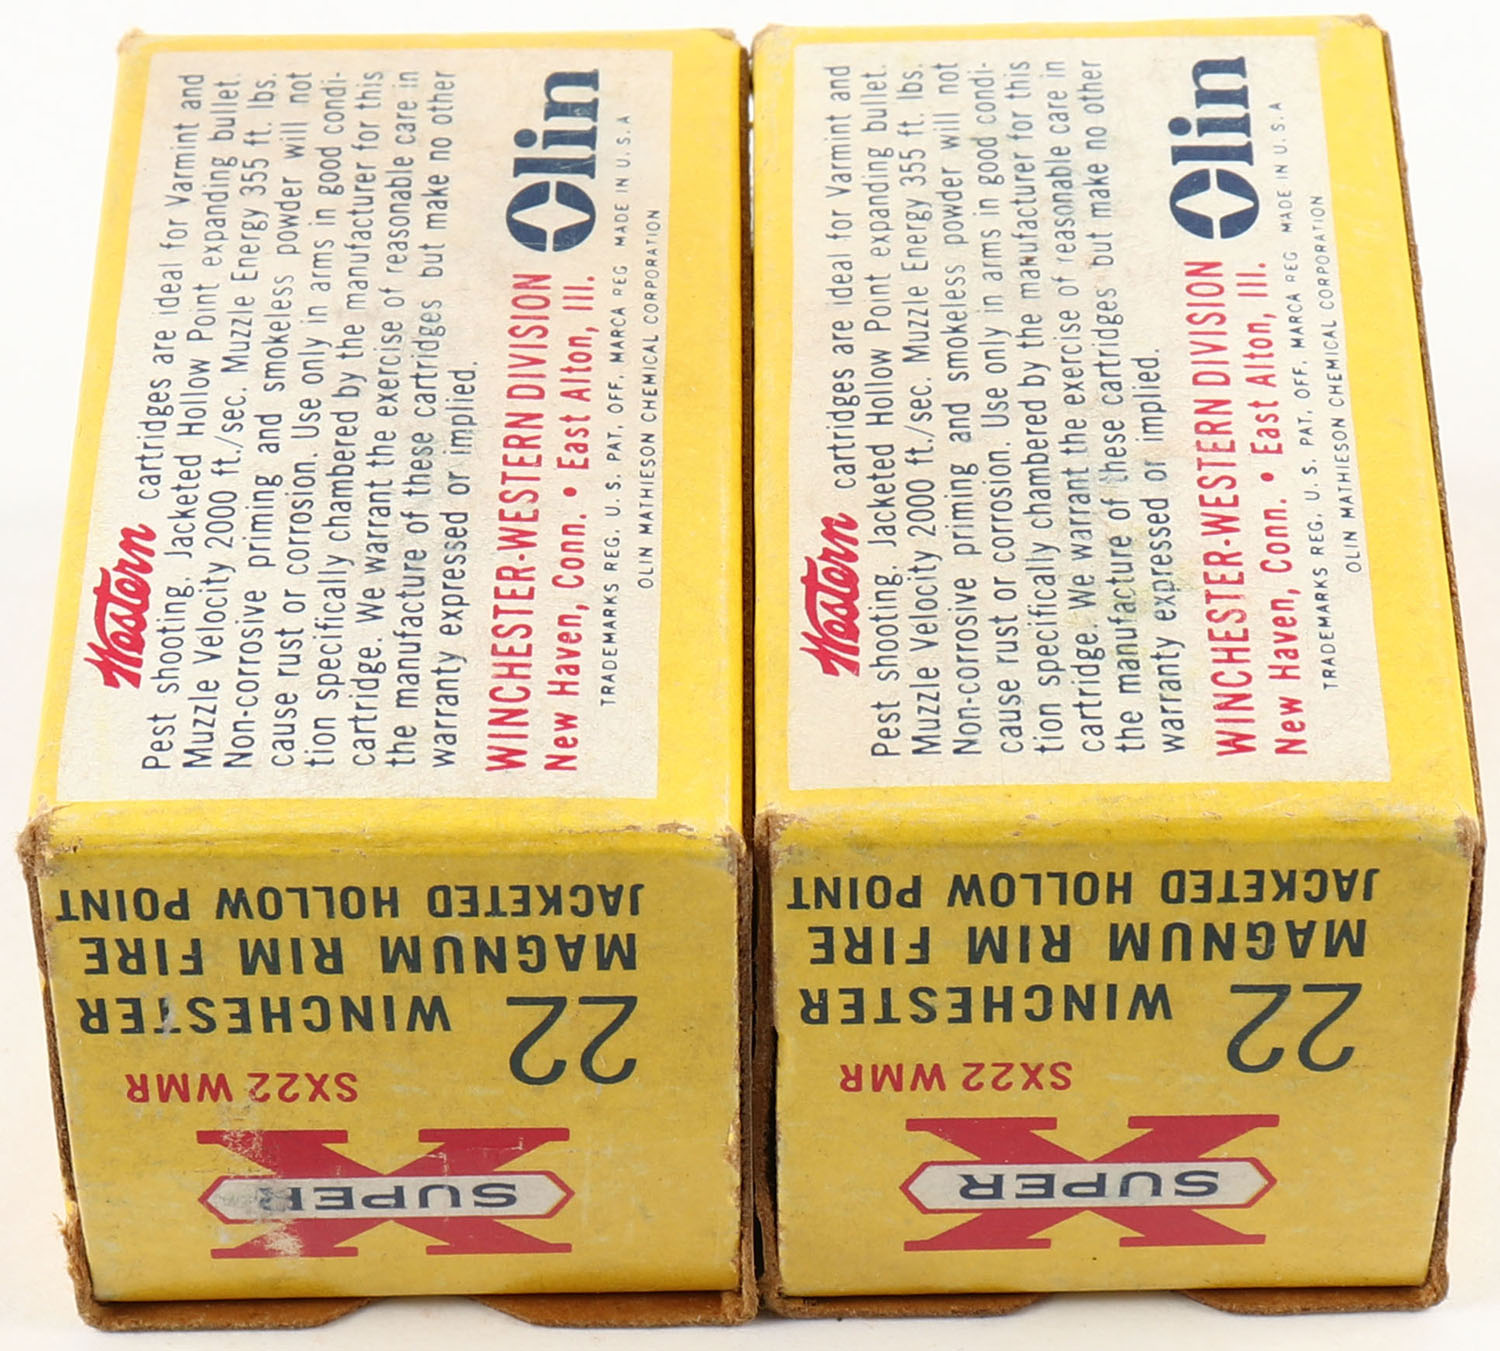 Western cartridges are ideal for Varmint and
Pest shooting. Jacketed Hollow Point expanding bullet.
Muzzle Velocity 2000 ft./sec. Muzzle Energy 355 ft. lbs.
Non-corrosive priming and smokeless powder will not
cause rust or corrosion. Use only in arms in good condi-
tion specifically chambered by the manufacturer for this
cartridge. We warrant the exercise of reasonable care in
the manufacture of these cartridges but make no other
warranty expressed or implied.
WINCHESTER-WESTERN DIVISION
New Haven, Conn. • East Alton, Ill.
Olin
TRADEMARKS REG. U. S. PAT. OFF. MARCA REG MADE IN U. S. A
OLIN MATHIESON CHEMICAL CORPORATION
SUPER X
SX22 WMR
22 WINCHESTER
MAGNUM RIM FIRE
JACKETED HOLLOW POINT
Western cartridges are ideal for Varmint and
Pest shooting. Jacketed Hollow Point expanding bullet.
Muzzle Velocity 2000 ft./sec. Muzzle Energy 355 ft. lbs.
Non-corrosive priming and smokeless powder will not
cause rust or corrosion. Use only in arms in good condi-
tion specifically chambered by the manufacturer for this
cartridge. We warrant the exercise of reasonable care in
the manufacture of these cartridges but make no other
warranty expressed or implied.
WINCHESTER-WESTERN DIVISION
New Haven, Conn. • East Alton, Ill.
Olin
TRADEMARKS REG. U. S. PAT. OFF. MARCA REG MADE IN U. S. A
OLIN MATHIESON CHEMICAL CORPORATION
SUPER X
SX22 WMR
22 WINCHESTER
MAGNUM RIM FIRE
JACKETED HOLLOW POINT